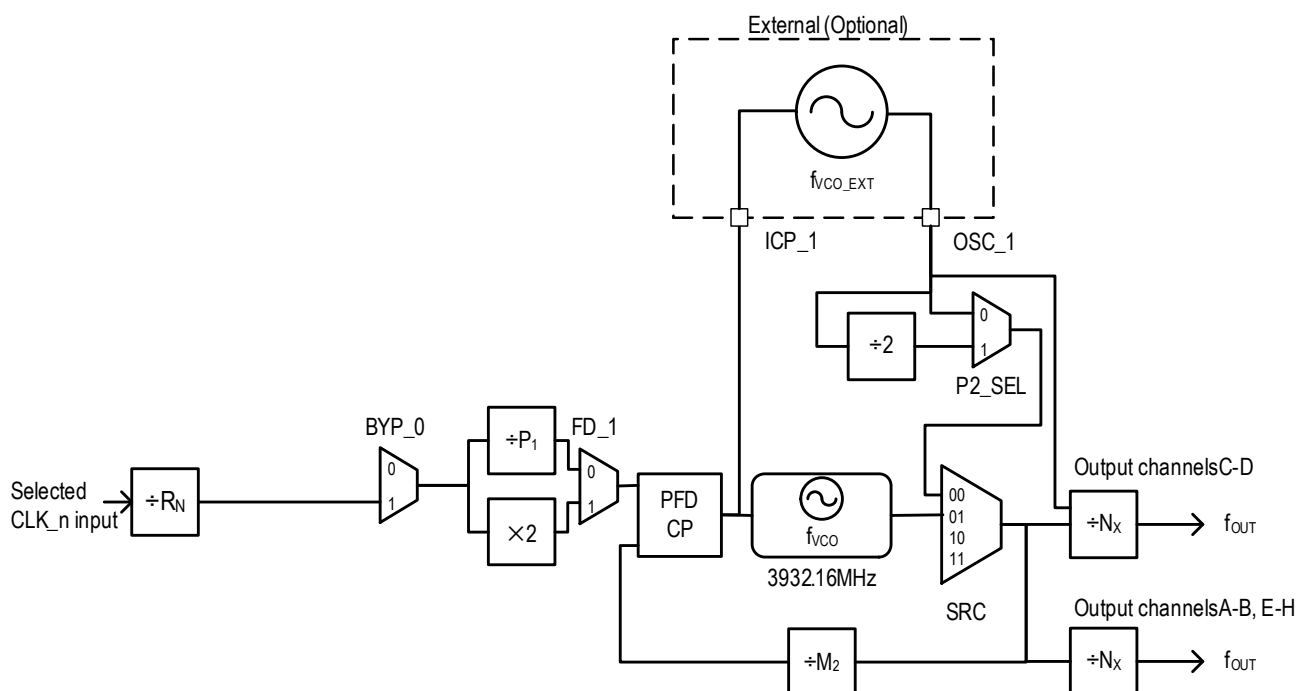 External (Optional)
fVCO_EXT
ICP_1
OSC_1
0
1
÷2
P2_SEL
BYP_0
0
1
÷P1
×2
FD_1
0
1
Selected
CLK_n input
÷RN
PFD
CP
fVCO
3932.16MHz
00
01
10
11
SRC
÷M2
Output channelsC-D
÷NX
fOUT
Output channelsA-B, E-H
÷NX
fOUT